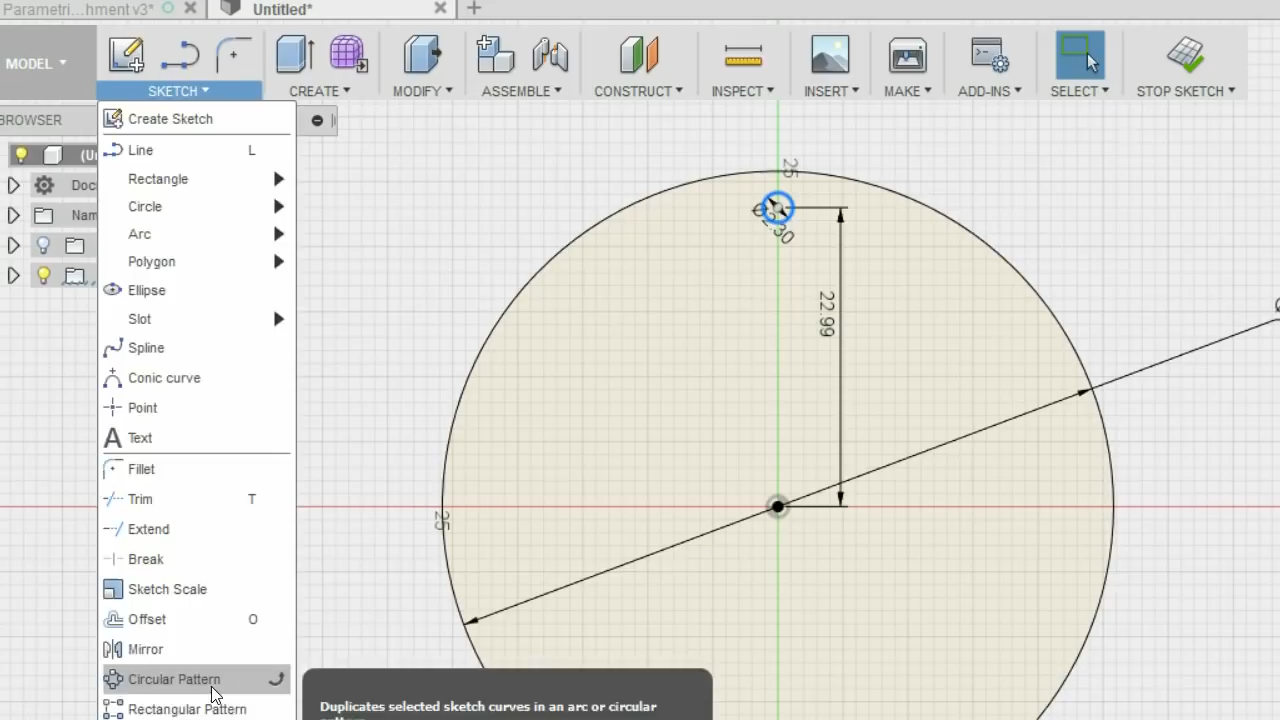 Parametri...hment v3*
Untitled*
MODEL
SKETCH
CREATE
MODIFY
ASSEMBLE
CONSTRUCT
INSPECT
INSERT
MAKE
ADD-INS
SELECT
STOP SKETCH
BROWSER
(Un
Doc
Nam
Create Sketch
Line L
Rectangle
Circle
Arc
Polygon
Ellipse
Slot
Spline
Conic curve
Point
Text
Fillet
Trim T
Extend
Break
Sketch Scale
Offset O
Mirror
Circular Pattern
Rectangular Pattern
Duplicates selected sketch curves in an arc or circular
25
22.99
25